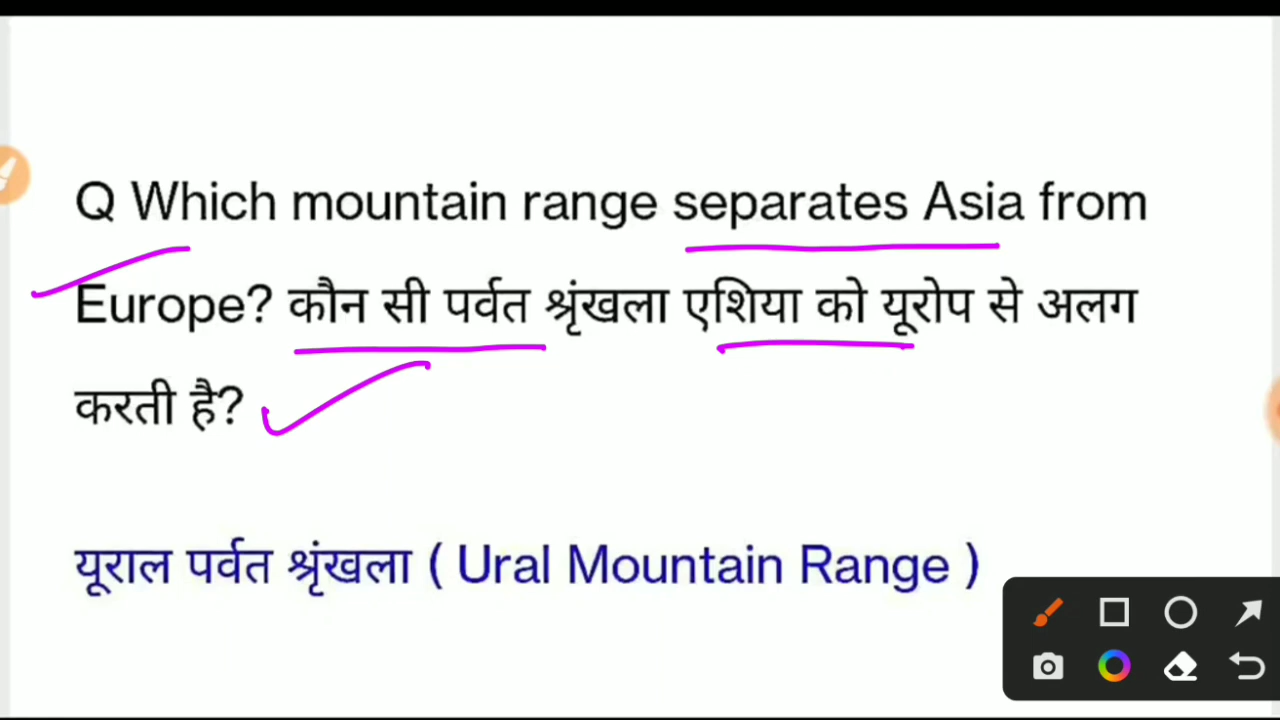 Q Which mountain range separates Asia from
Europe? कौन सी पर्वत श्रृंखला एशिया को यूरोप से अलग
करती है?
यूराल पर्वत श्रृंखला ( Ural Mountain Range )